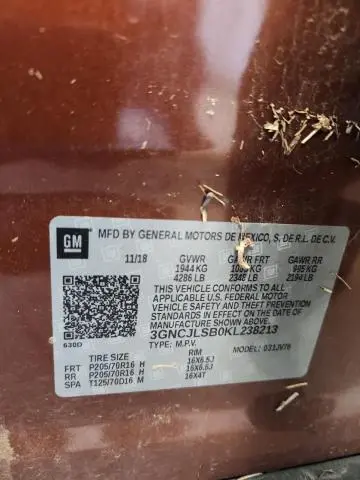 GM
MFD BY GENERAL MOTORS DE MEXICO, S. DE R.L. DE C.V.
11/18 GVWR GAWR FRT GAWR RR
1944 KG KG 995 KG
4286 LB 2348 LB 2194 LB
THIS VEHICLE CONFORMS TO ALL
APPLICABLE U.S. FEDERAL MOTOR
VEHICLE SAFETY AND THEFT PREVENTION
STANDARDS IN EFFECT ON THE DATE OF
MANUFACTURE SHOWN ABOVE.
3GNCJLSB0KL238213
630D
TYPE: M.P.V. MODEL: 031JV76
TIRE SIZE RIM
FRT P205/70R16 H 16X6.5J
RR P205/70R16 H 16X6.5J
SPA T125/70D16 M 16X4T